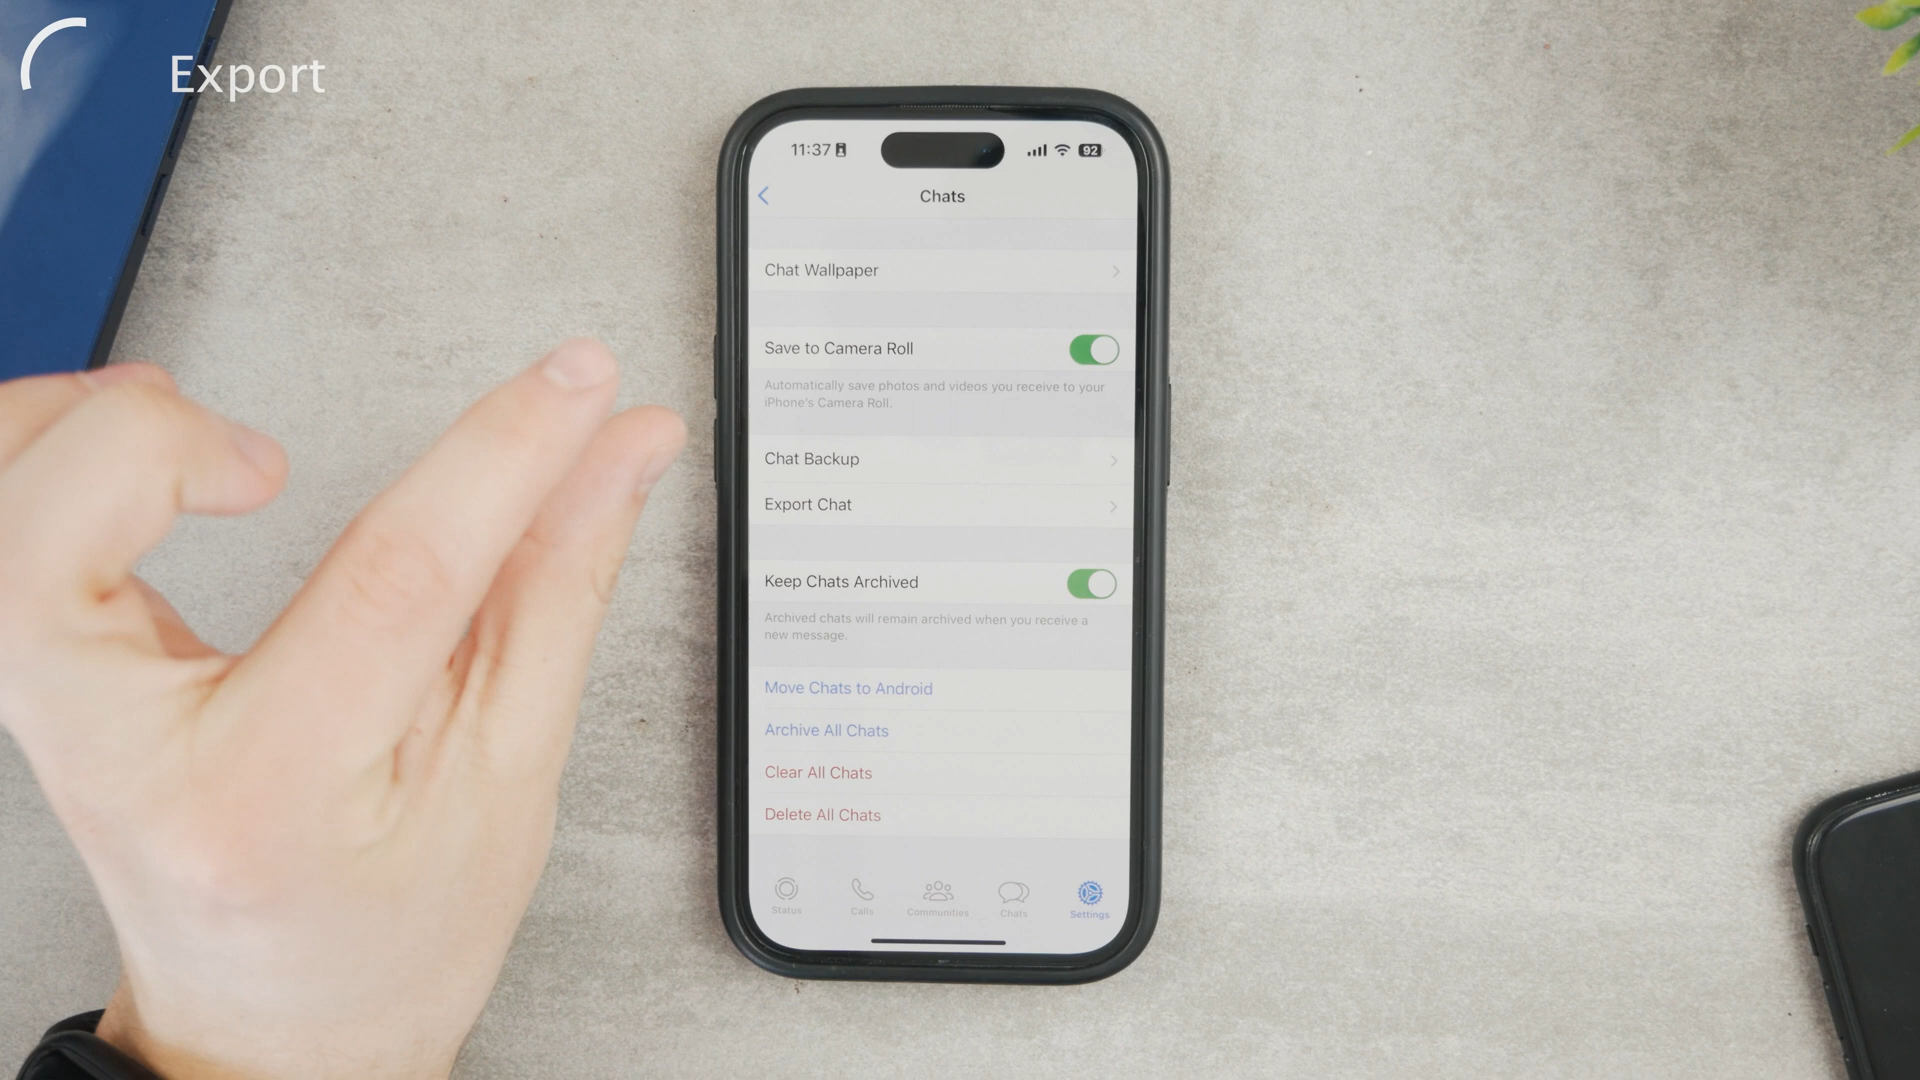 Export
11:37
92
Chats
Chat Wallpaper
Save to Camera Roll
Automatically save photos and videos you receive to your
iPhone's Camera Roll.
Chat Backup
Export Chat
Keep Chats Archived
Archived chats will remain archived when you receive a
new message.
Move Chats to Android
Archive All Chats
Clear All Chats
Delete All Chats
Status
Calls
Communities
Chats
Settings